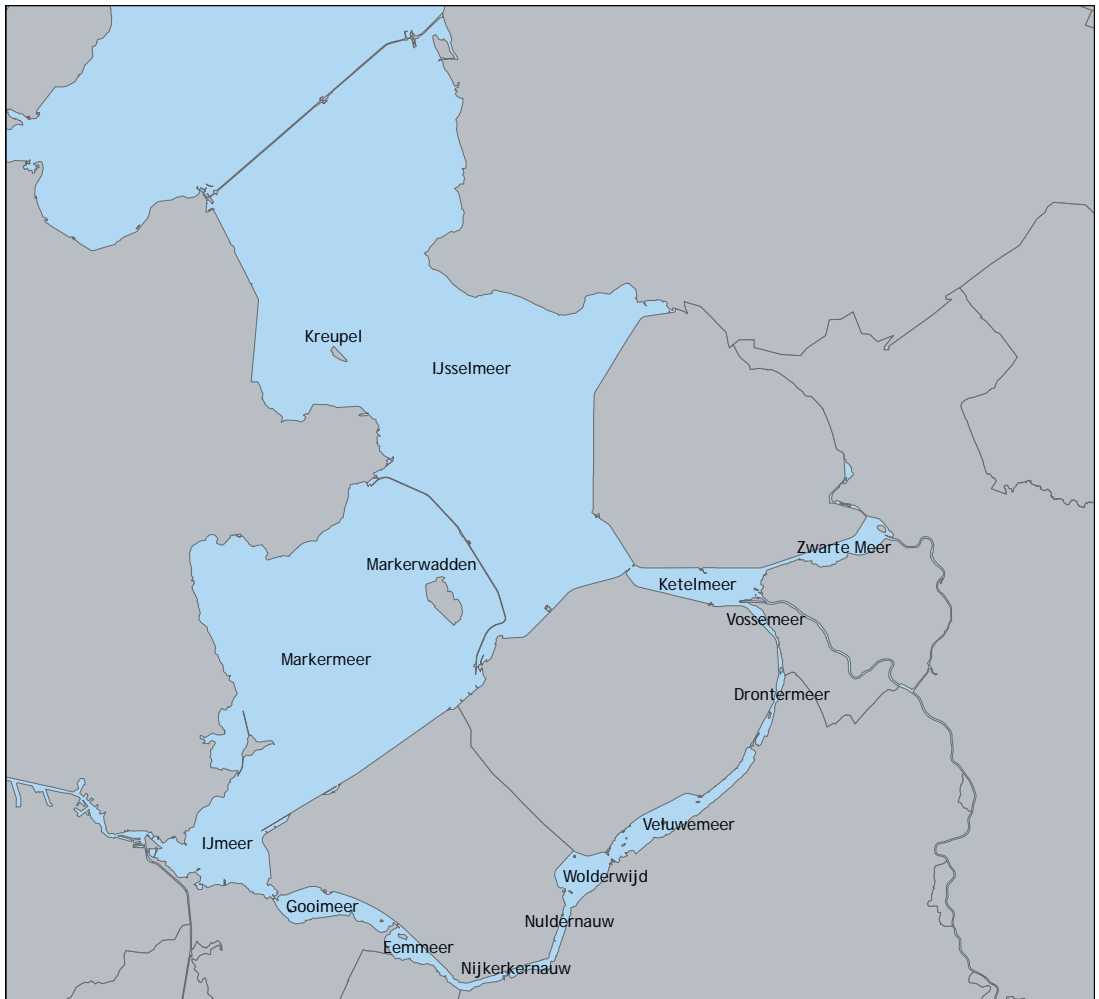 Kreupel
IJsselmeer
Zwarte Meer
Markerwadden
Ketelmeer
Vossemeer
Markermeer
Drontermeer
Veluwemeer
IJmeer
Wolderwijd
Gooimeer
Nuldernauw
Eemmeer
Nijkerkernauw